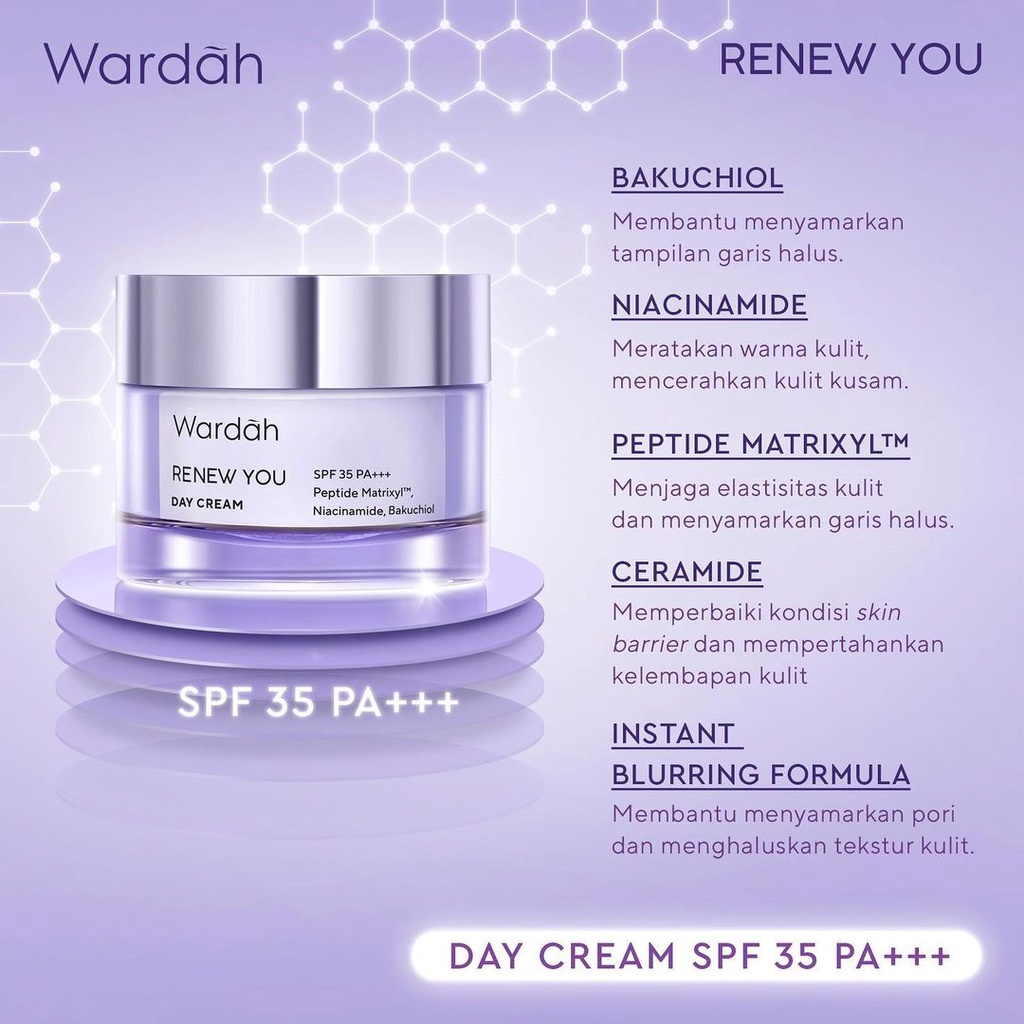 Wardāh
RENEW YOU
Wardāh
RENEW YOU
DAY CREAM
SPF 35 PA+++
Peptide Matrixyl™,
Niacinamide, Bakuchiol
SPF 35 PA+++
BAKUCHIOL
Membantu menyamarkan
tampilan garis halus.
NIACINAMIDE
Meratakan warna kulit,
mencerahkan kulit kusam.
PEPTIDE MATRIXYL™
Menjaga elastisitas kulit
dan menyamarkan garis halus.
CERAMIDE
Memperbaiki kondisi skin
barrier dan mempertahankan
kelembapan kulit
INSTANT
BLURRING FORMULA
Membantu menyamarkan pori
dan menghaluskan tekstur kulit.
DAY CREAM SPF 35 PA+++